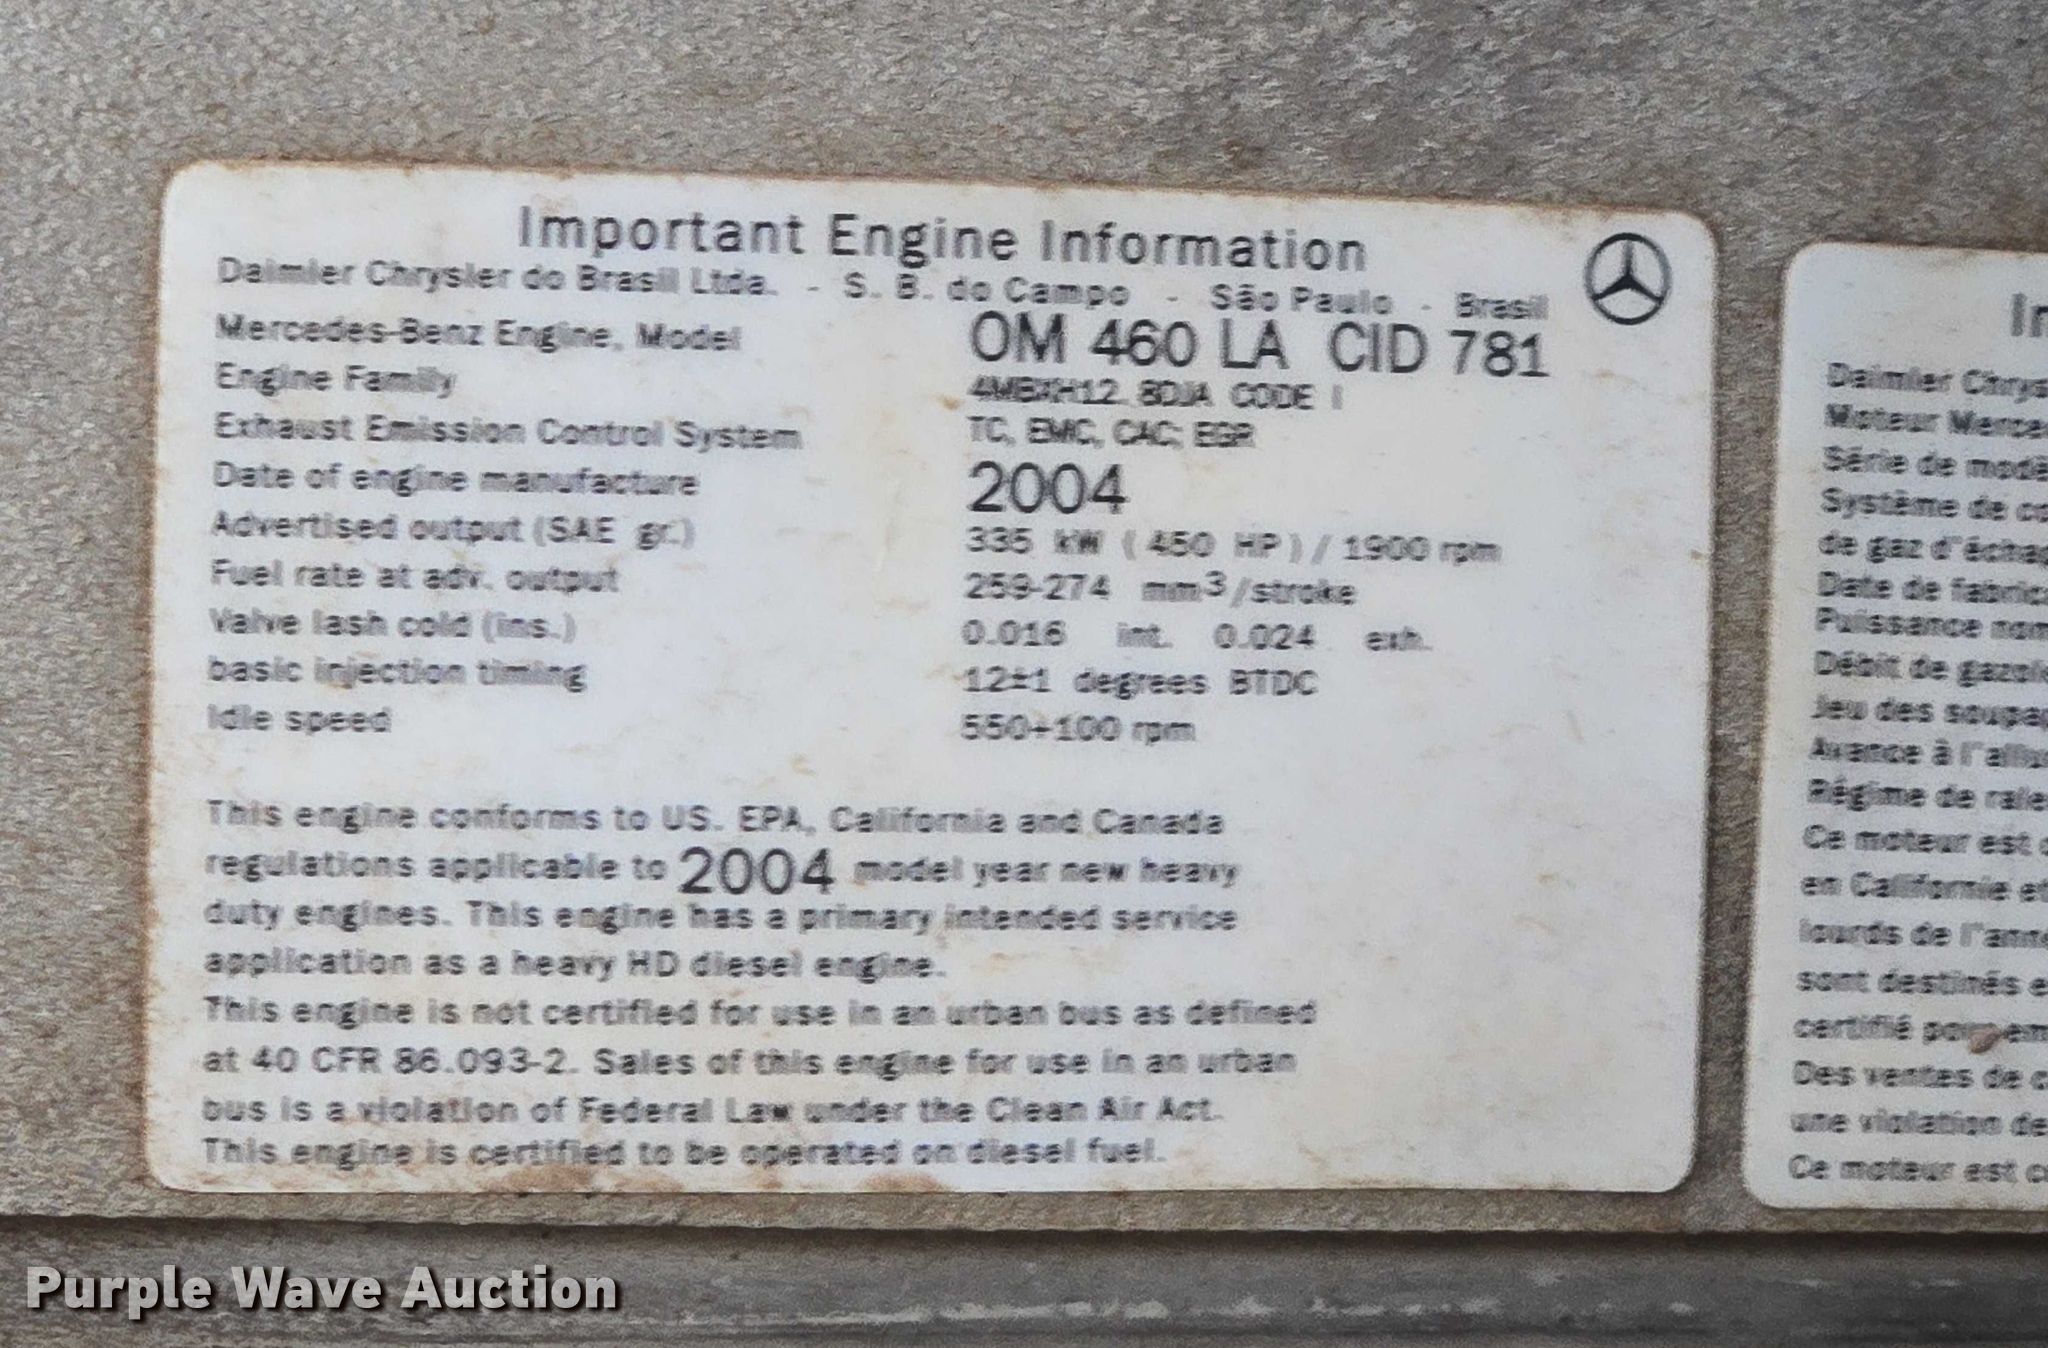 Important Engine Information
Daimler Chrysler do Brasil Ltda. - S. B. do Campo - São Paulo - Brasil
Mercedes-Benz Engine, Model OM 460 LA CID 781
Engine Family 4MBXH12.8DJA CODE I
Exhaust Emission Control System TC, EMC, CAC, EGR
Date of engine manufacture 2004
Advertised output (SAE gr.) 335 kW (450 HP) / 1900 rpm
Fuel rate at adv. output 259-274 mm3/stroke
Valve lash cold (ins.) 0.016 int. 0.024 exh.
basic injection timing 12±1 degrees BTDC
Idle speed 550+100 rpm
This engine conforms to US. EPA, California and Canada
regulations applicable to 2004 model year new heavy
duty engines. This engine has a primary intended service
application as a heavy HD diesel engine.
This engine is not certified for use in an urban bus as defined
at 40 CFR 86.093-2. Sales of this engine for use in an urban
bus is a violation of Federal Law under the Clean Air Act.
This engine is certified to be operated on diesel fuel.
In
Daimler Chrys
Moteur Merce
Série de modè
Système de co
de gaz d'échap
Date de fabrica
Puissance nom
Débit de gazole
Jeu des soupap
Avance à l'allu
Régime de rale
Ce moteur est c
en Californie et
lourds de l'anné
sont destinés e
certifié pour em
Des ventes de c
une violation de
Ce moteur est ce
Purple Wave Auction